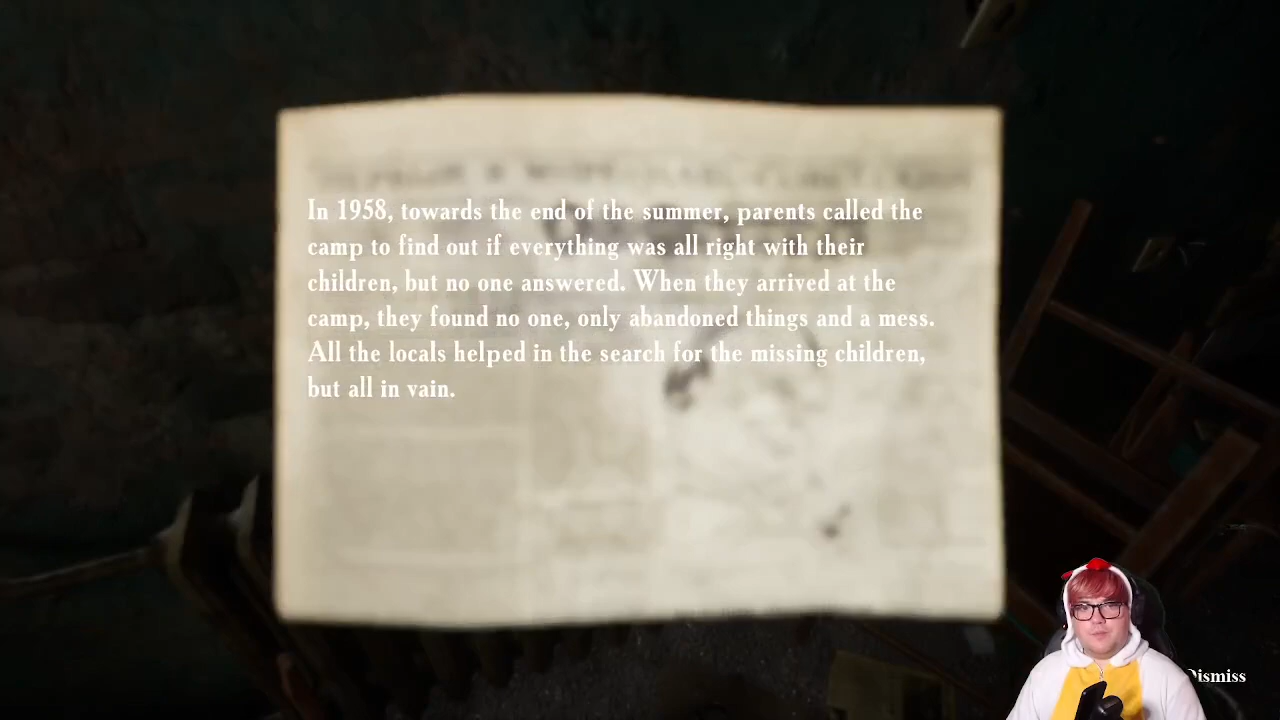 In 1958, towards the end of the summer, parents called the
camp to find out if everything was all right with their
children, but no one answered. When they arrived at the
camp, they found no one, only abandoned things and a mess.
All the locals helped in the search for the missing children,
but all in vain.
Dismiss